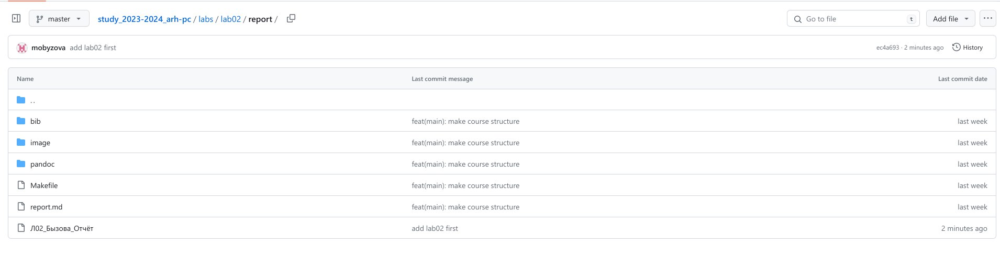 master study_2023-2024_arh-pc / labs / lab02 / report / Go to file t Add file ...
mobyzova add lab02 first ec4a693 · 2 minutes ago History
Name Last commit message Last commit date
..
bib feat(main): make course structure last week
image feat(main): make course structure last week
pandoc feat(main): make course structure last week
Makefile feat(main): make course structure last week
report.md feat(main): make course structure last week
Л02_Бызова_Отчёт add lab02 first 2 minutes ago